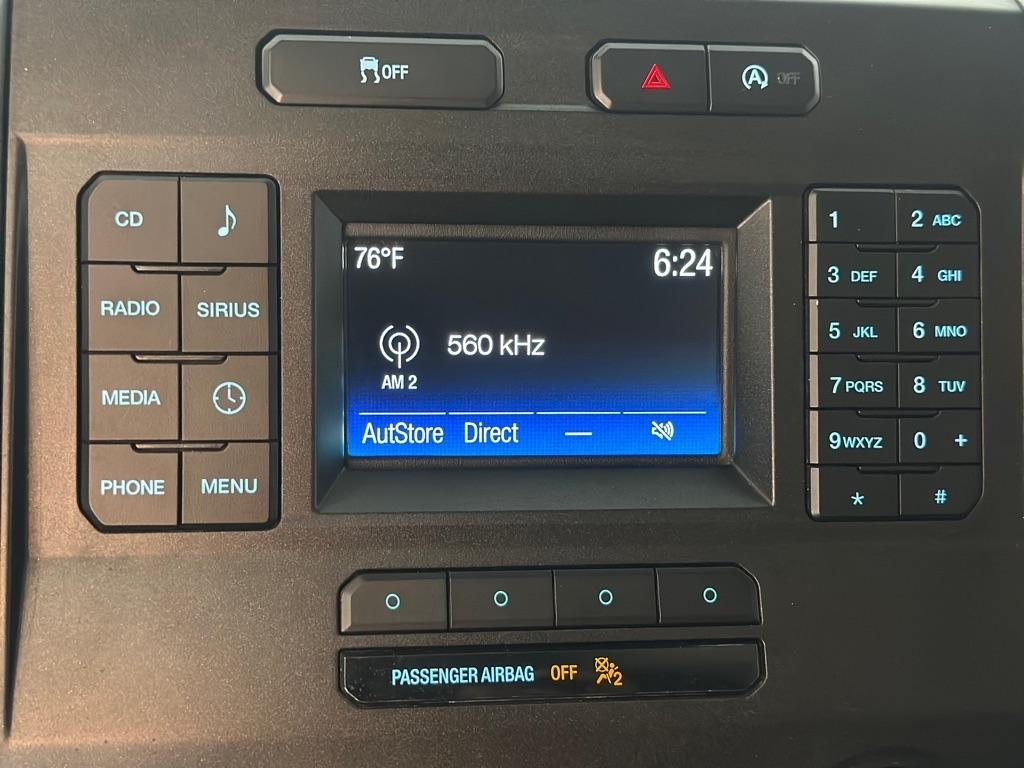 OFF
A OFF
CD
RADIO SIRIUS
MEDIA
PHONE MENU
76°F 6:24
560 kHz
AM 2
AutStore Direct —
1 2 ABC
3 DEF 4 GHI
5 JKL 6 MNO
7 PQRS 8 TUV
9 WXYZ 0 +
* #
PASSENGER AIRBAG OFF 2